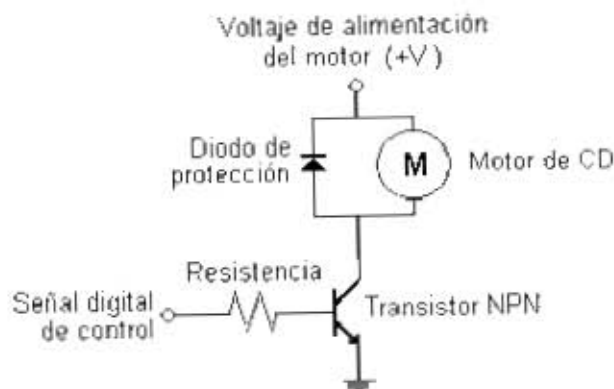 Voltaje de alimentación
del motor (+V)
Diodo de
protección
M
Motor de CD
Resistencia
Señal digital
de control
Transistor NPN